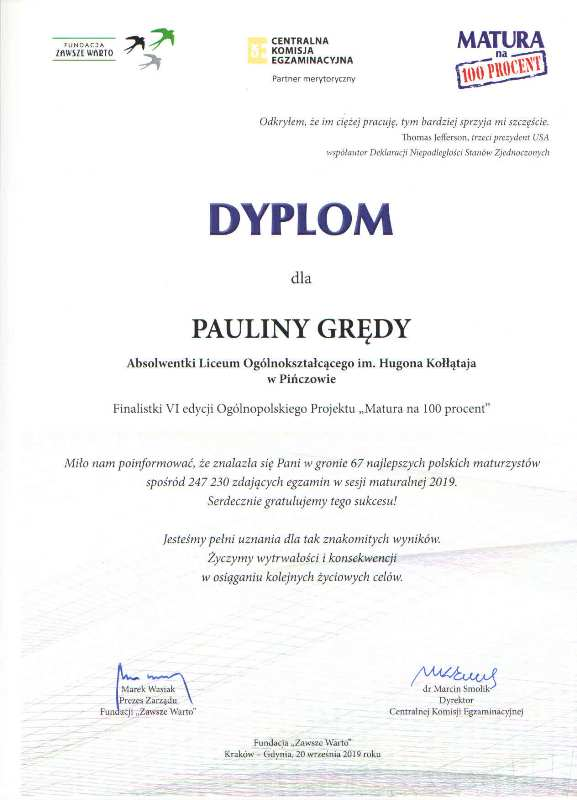 FUNDACJA
ZAWSZE WARTO
CENTRALNA
KOMISJA
EGZAMINACYJNA
Partner merytoryczny
MATURA
na
100 PROCENT
Odkryłem, że im ciężej pracuję, tym bardziej sprzyja mi szczęście.
Thomas Jefferson, trzeci prezydent USA
współautor Deklaracji Niepodległości Stanów Zjednoczonych
DYPLOM
dla
PAULINY GRĘDY
Absolwentki Liceum Ogólnokształcącego im. Hugona Kołłątaja
w Pińczowie
Finalistki VI edycji Ogólnopolskiego Projektu „Matura na 100 procent”
Miło nam poinformować, że znalazła się Pani w gronie 67 najlepszych polskich maturzystów
spośród 247 230 zdających egzamin w sesji maturalnej 2019.
Serdecznie gratulujemy tego sukcesu!
Jesteśmy pełni uznania dla tak znakomitych wyników.
Życzymy wytrwałości i konsekwencji
w osiąganiu kolejnych życiowych celów.
Marek Wasiak
Prezes Zarządu
Fundacji „Zawsze Warto”
dr Marcin Smolik
Dyrektor
Centralnej Komisji Egzaminacyjnej
Fundacja „Zawsze Warto”
Kraków – Gdynia, 20 września 2019 roku